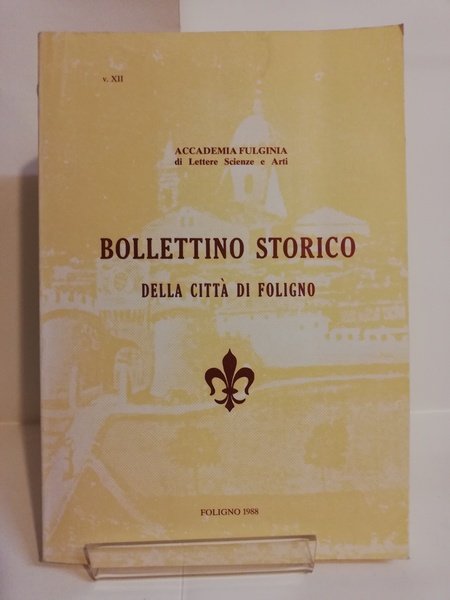 v. XII
ACCADEMIA FULGINIA
di Lettere Scienze e Arti
BOLLETTINO STORICO
DELLA CITTÀ DI FOLIGNO
FOLIGNO 1988